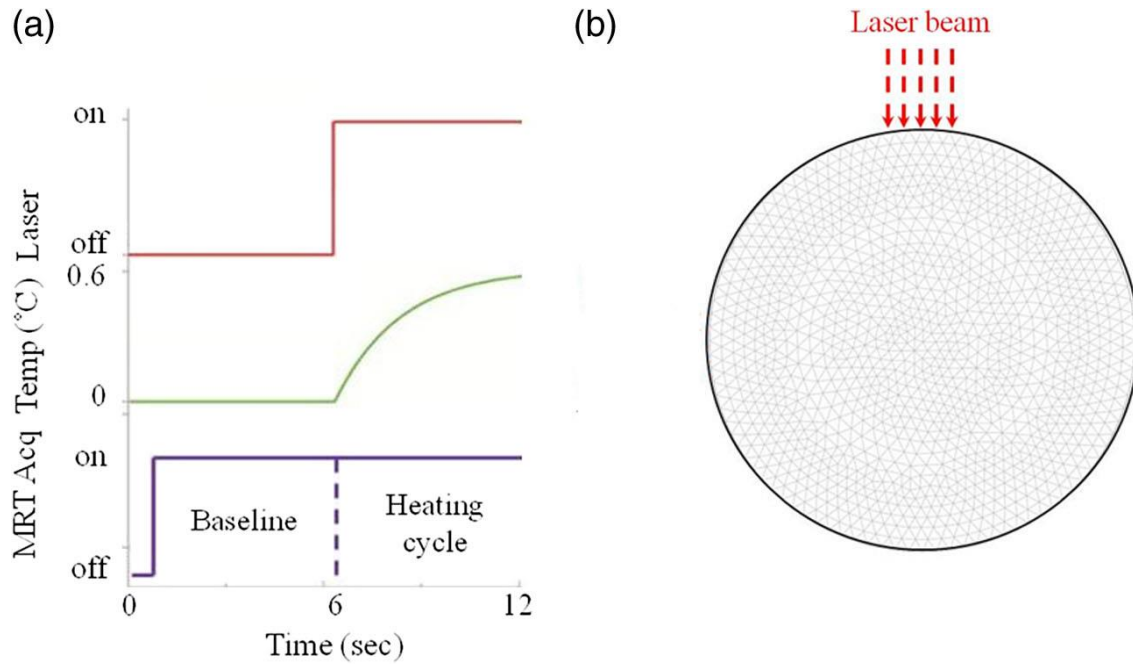 (a)
on
Laser
off
0.6
Temp (°C)
0
MRT Acq
on
Baseline
Heating
cycle
off
0
6
12
Time (sec)
(b)
Laser beam